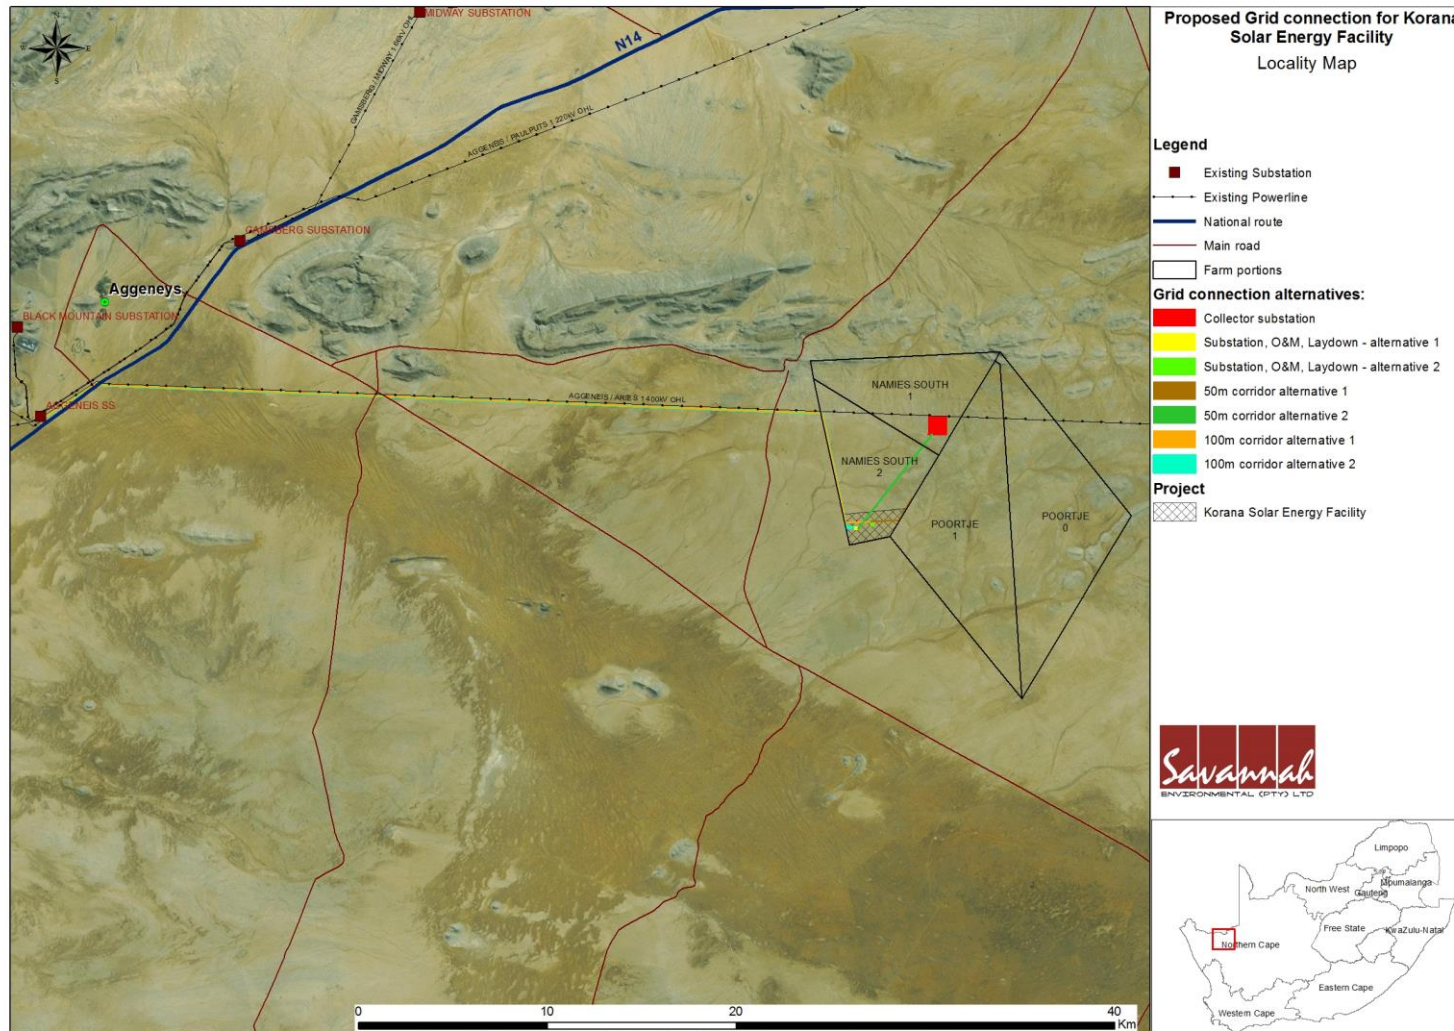 MIDWAY SUBSTATION
N14
GAMSBERG / MIDWAY 1 66KV OHL
AGGENEIS / PAULPUTS 1 220kV OHL
N
E
S
GAMSBERG SUBSTATION
Aggeneys
BLACK MOUNTAIN SUBSTATION
AGGENEIS SS
AGGENEIS / ARIES 1 400kV OHL
NAMIES SOUTH
1
NAMIES SOUTH
2
POORTJE
1
POORTJE
0
0
10
20
40
Km
Proposed Grid connection for Korana
Solar Energy Facility
Locality Map
Legend
Existing Substation
Existing Powerline
National route
Main road
Farm portions
Grid connection alternatives:
Collector substation
Substation, O&M, Laydown - alternative 1
Substation, O&M, Laydown - alternative 2
50m corridor alternative 1
50m corridor alternative 2
100m corridor alternative 1
100m corridor alternative 2
Project
Korana Solar Energy Facility
Savannah
ENVIRONMENTAL (PTY) LTD
Limpopo
North West
Mpumalanga
Gauteng
Free State
KwaZulu-Natal
Northern Cape
Eastern Cape
Western Cape